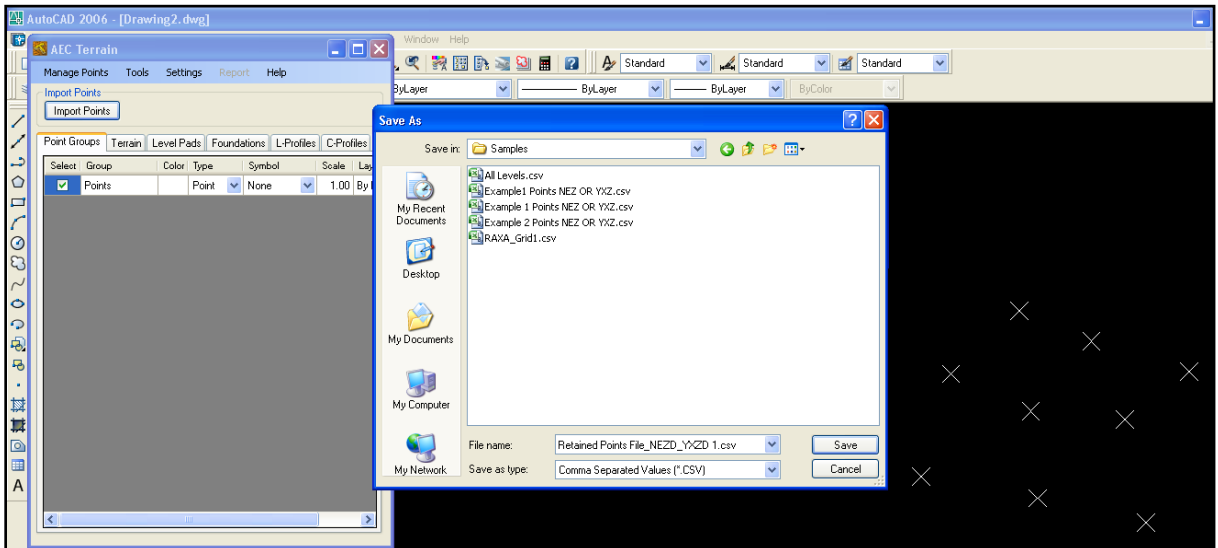 AutoCAD 2006 - [Drawing2.dwg]
Window Help
Standard Standard Standard
ByLayer ByLayer ByLayer ByColor
AEC Terrain
Manage Points Tools Settings Report Help
Import Points
Import Points
Point Groups Terrain Level Pads Foundations L-Profiles C-Profiles
Select Group Color Type Symbol Scale Lay
Points Point None 1.00 By
Save As
Save in: Samples
My Recent
Documents
Desktop
My Documents
My Computer
My Network
All Levels.csv
Example1 Points NEZ OR YXZ.csv
Example 1 Points NEZ OR YXZ.csv
Example 2 Points NEZ OR YXZ.csv
RAXA_Grid1.csv
File name: Retained Points File_NEZD_YXZD 1.csv Save
Save as type: Comma Separated Values (*.CSV) Cancel
A